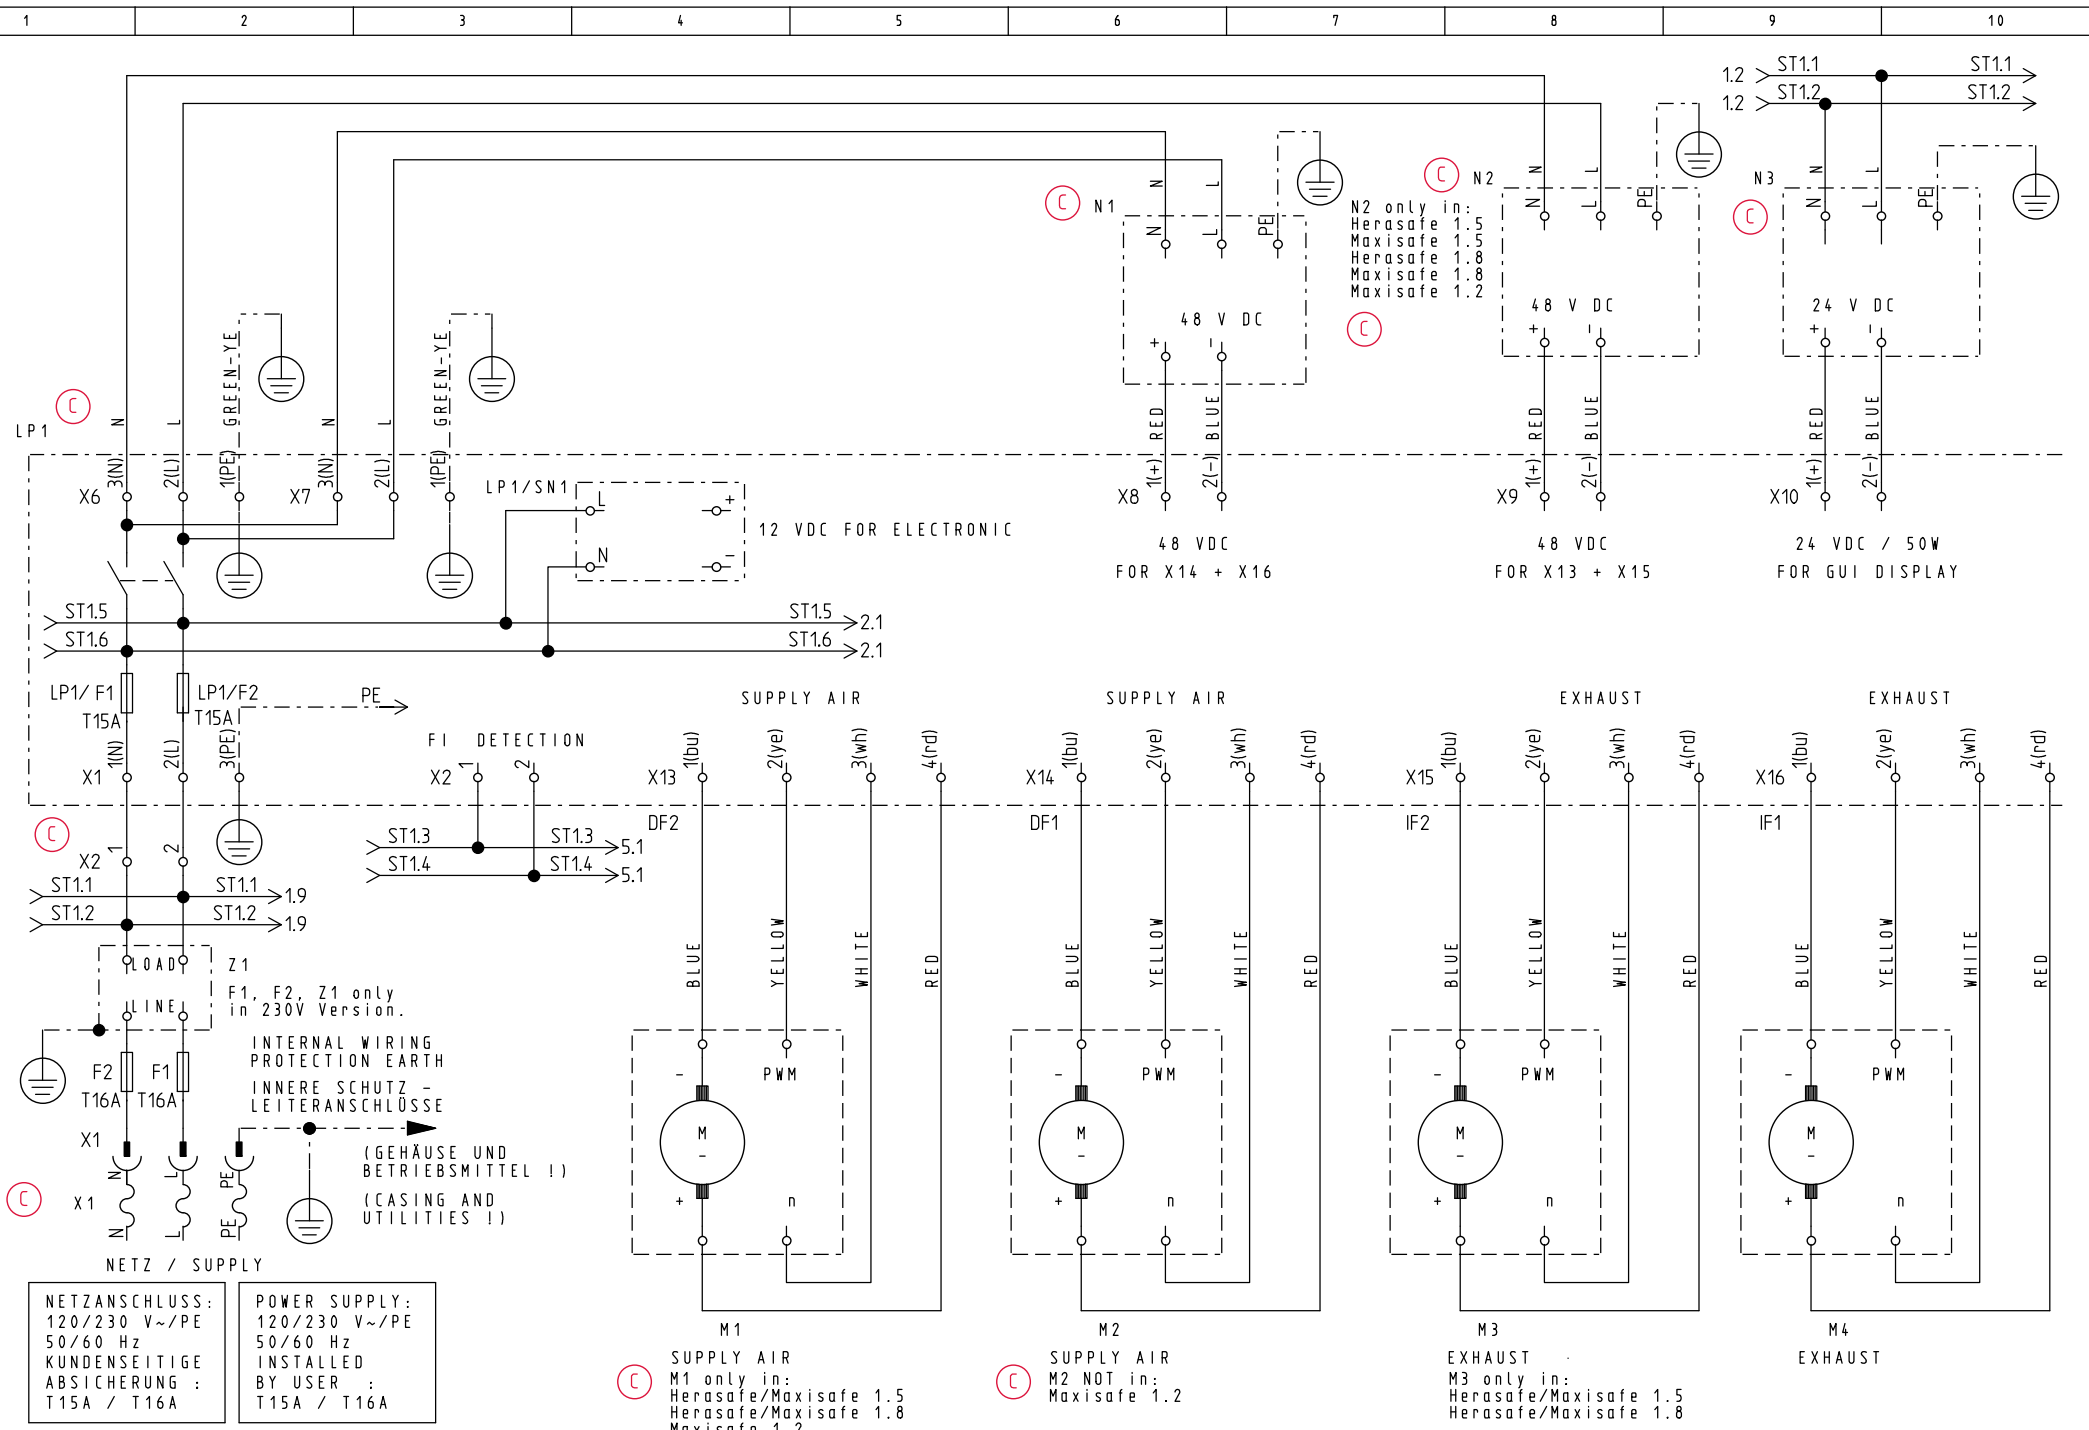 1 2 3 4 5 6 7 8 9 10
1.2 ST1.1 ST1.1
1.2 ST1.2 ST1.2
N L
N L
N L
C N1
N L PE
48 V DC
+ -
C N2
N2 only in:
Herasafe 1.5
Maxisafe 1.5
Herasafe 1.8
Maxisafe 1.8
Maxisafe 1.2
C
N L PE
48 V DC
+ -
N3
C
N L PE
24 V DC
+ -
C
LP1
N L GREEN-YE N L GREEN-YE
RED BLUE RED BLUE RED BLUE
X6 3(N) 2(L) 1(PE) X7 3(N) 2(L) 1(PE)
X8 1(+) 2(-) X9 1(+) 2(-) X10 1(+) 2(-)
LP1/SN1
L +
N -
12 VDC FOR ELECTRONIC
48 VDC
FOR X14 + X16
48 VDC
FOR X13 + X15
24 VDC / 50W
FOR GUI DISPLAY
ST1.5 ST1.5 2.1
ST1.6 ST1.6 2.1
LP1/ F1
T15A
LP1/F2
T15A
PE
X1 1(N) 2(L) 3(PE)
FI DETECTION
X2 1 2
SUPPLY AIR SUPPLY AIR EXHAUST EXHAUST
X13 1(bu) 2(ye) 3(wh) 4(rd)
X14 1(bu) 2(ye) 3(wh) 4(rd)
X15 1(bu) 2(ye) 3(wh) 4(rd)
X16 1(bu) 2(ye) 3(wh) 4(rd)
DF2 DF1 IF2 IF1
C
X2 1 2
ST1.3 ST1.3 5.1
ST1.4 ST1.4 5.1
ST1.1 ST1.1 1.9
ST1.2 ST1.2 1.9
BLUE YELLOW WHITE RED
BLUE YELLOW WHITE RED
BLUE YELLOW WHITE RED
BLUE YELLOW WHITE RED
LOAD Z1
LINE
F1, F2, Z1 only
in 230V Version.
INTERNAL WIRING
PROTECTION EARTH
INNERE SCHUTZ -
LEITERANSCHLÜSSE
(GEHÄUSE UND
BETRIEBSMITTEL !)
(CASING AND
UTILITIES !)
F2
T16A
F1
T16A
X1
N L PE
C X1
N L PE
NETZ / SUPPLY
- PWM
M
-
+ n
- PWM
M
-
+ n
- PWM
M
-
+ n
- PWM
M
-
+ n
NETZANSCHLUSS:
120/230 V~/PE
50/60 Hz
KUNDENSEITIGE
ABSICHERUNG :
T15A / T16A
POWER SUPPLY:
120/230 V~/PE
50/60 Hz
INSTALLED
BY USER :
T15A / T16A
M1
SUPPLY AIR
C M1 only in:
Herasafe/Maxisafe 1.5
Herasafe/Maxisafe 1.8
Maxisafe 1.2
M2
SUPPLY AIR
C M2 NOT in:
Maxisafe 1.2
M3
EXHAUST
M3 only in:
Herasafe/Maxisafe 1.5
Herasafe/Maxisafe 1.8
M4
EXHAUST